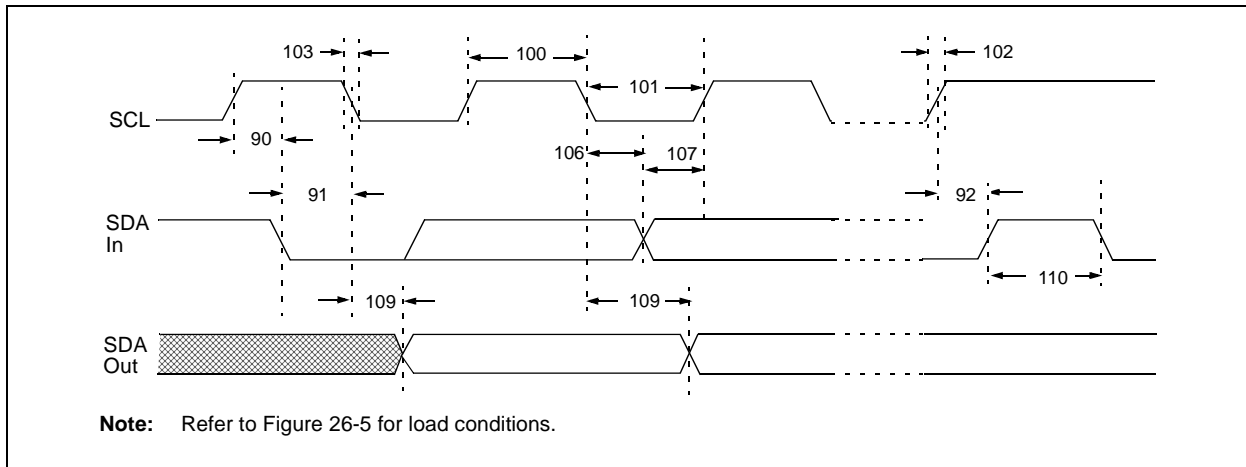 103
100
102
101
SCL
90
106
107
91
92
SDA
In
110
109
109
SDA
Out
Note: Refer to Figure 26-5 for load conditions.